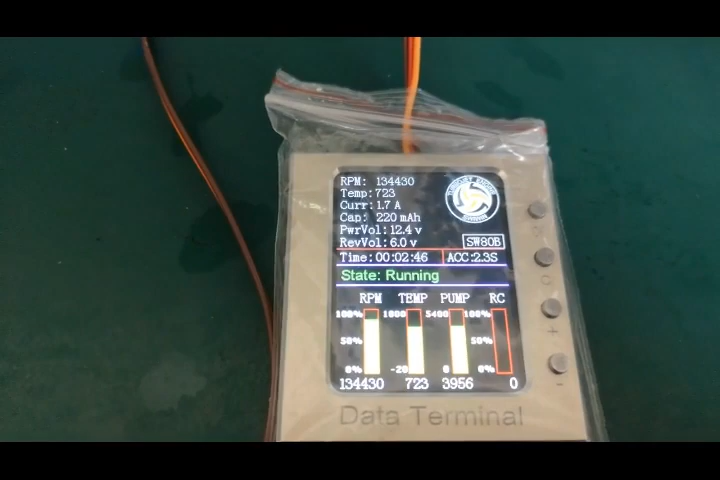 RPM: 134430
Temp:723
Curr:1.7 A
Cap: 220 mAh
PwrVol:12.4 v
RevVol:6.0 v
SW80B
Time:00:02:46 ACC:2.3S
State: Running
RPM TEMP PUMP RC
100% 1000 5400 100%
50% 50%
0% -20 0 0%
134430 723 3956 0
Data Terminal